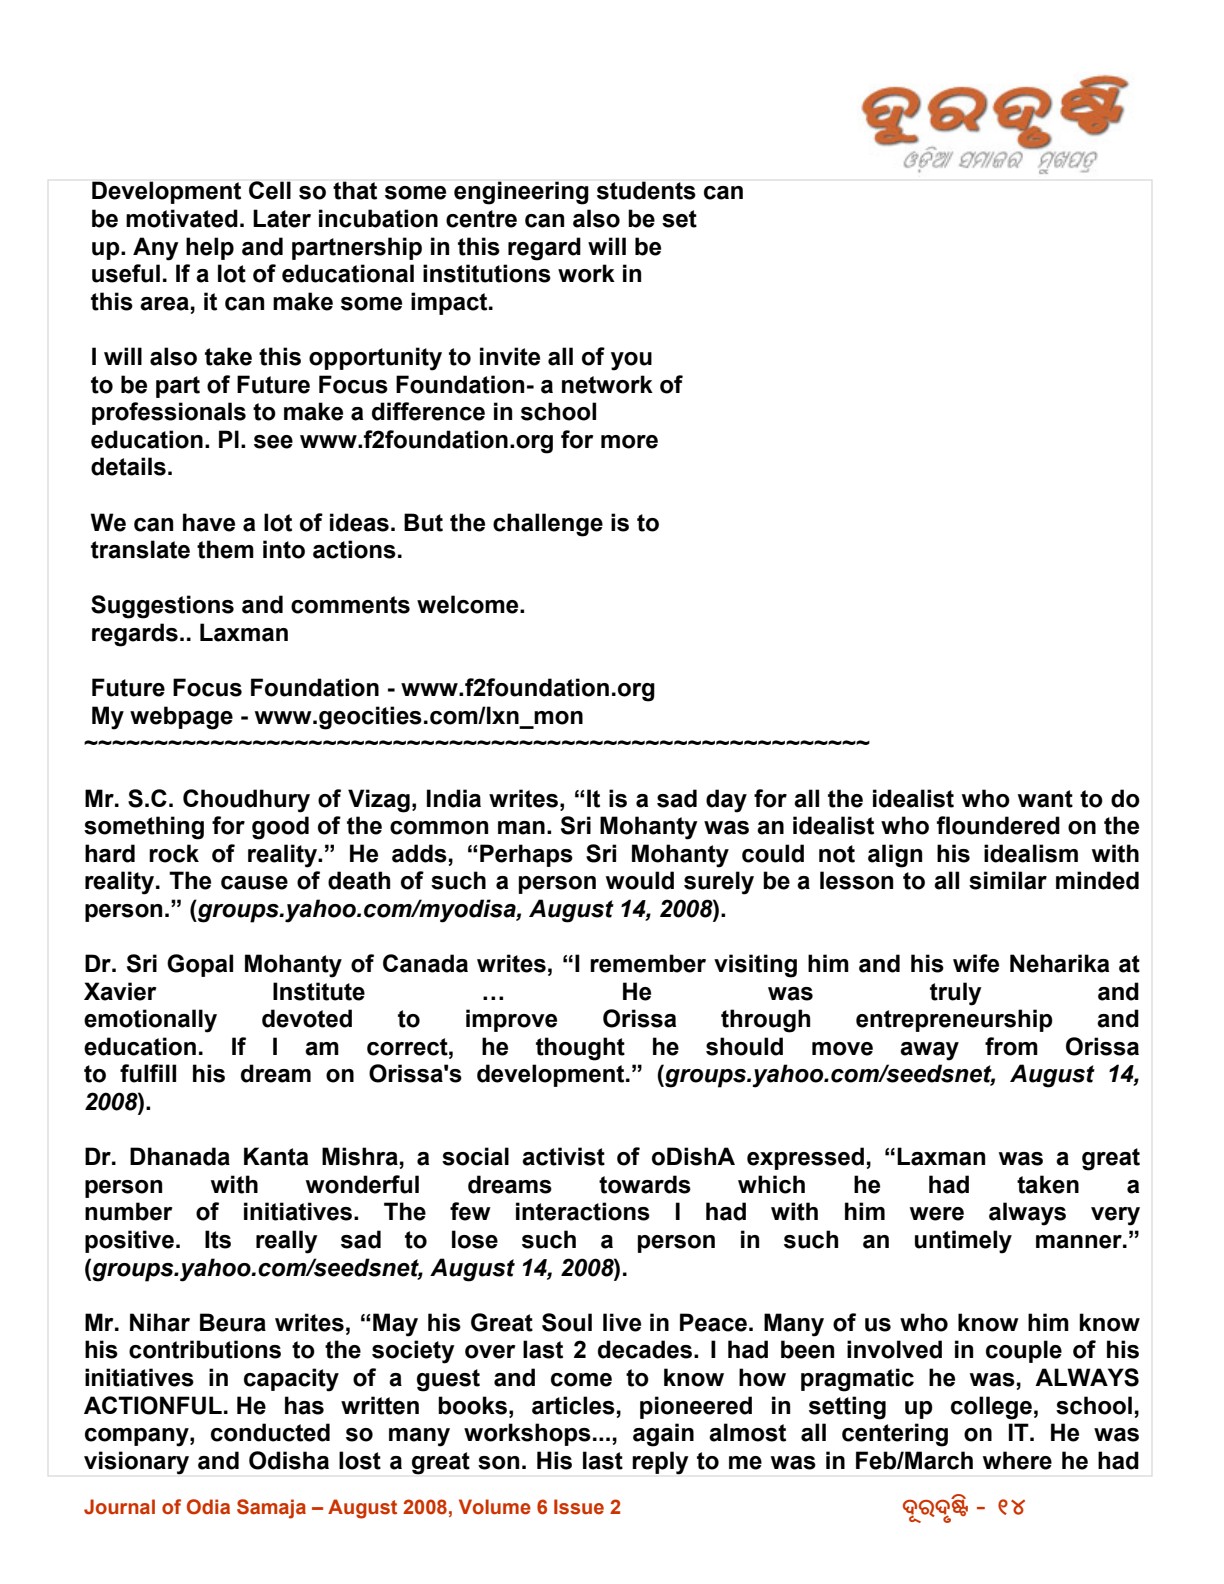 ଦୂରଦୃଷ୍ଟି
ଓଡ଼ିଆ ସମାଜର ମୁଖପତ୍ର
Development Cell so that some engineering students can
be motivated. Later incubation centre can also be set
up. Any help and partnership in this regard will be
useful. If a lot of educational institutions work in
this area, it can make some impact.
I will also take this opportunity to invite all of you
to be part of Future Focus Foundation- a network of
professionals to make a difference in school
education. Pl. see www.f2foundation.org for more
details.
We can have a lot of ideas. But the challenge is to
translate them into actions.
Suggestions and comments welcome.
regards.. Laxman
Future Focus Foundation - www.f2foundation.org
My webpage - www.geocities.com/lxn_mon
~~~~~~~~~~~~~~~~~~~~~~~~~~~~~~~~~~~~~~~~~~~~~~~~~~~~~~~~
Mr. S.C. Choudhury of Vizag, India writes, “It is a sad day for all the idealist who want to do
something for good of the common man. Sri Mohanty was an idealist who floundered on the
hard rock of reality.” He adds, “Perhaps Sri Mohanty could not align his idealism with
reality. The cause of death of such a person would surely be a lesson to all similar minded
person.” (groups.yahoo.com/myodisa, August 14, 2008).
Dr. Sri Gopal Mohanty of Canada writes, “I remember visiting him and his wife Neharika at
Xavier Institute … He was truly and
emotionally devoted to improve Orissa through entrepreneurship and
education. If I am correct, he thought he should move away from Orissa
to fulfill his dream on Orissa's development.” (groups.yahoo.com/seedsnet, August 14,
2008).
Dr. Dhanada Kanta Mishra, a social activist of oDishA expressed, “Laxman was a great
person with wonderful dreams towards which he had taken a
number of initiatives. The few interactions I had with him were always very
positive. Its really sad to lose such a person in such an untimely manner.”
(groups.yahoo.com/seedsnet, August 14, 2008).
Mr. Nihar Beura writes, “May his Great Soul live in Peace. Many of us who know him know
his contributions to the society over last 2 decades. I had been involved in couple of his
initiatives in capacity of a guest and come to know how pragmatic he was, ALWAYS
ACTIONFUL. He has written books, articles, pioneered in setting up college, school,
company, conducted so many workshops..., again almost all centering on IT. He was
visionary and Odisha lost a great son. His last reply to me was in Feb/March where he had
Journal of Odia Samaja – August 2008, Volume 6 Issue 2 ଦୂରଦୃଷ୍ଟି - ୧୪